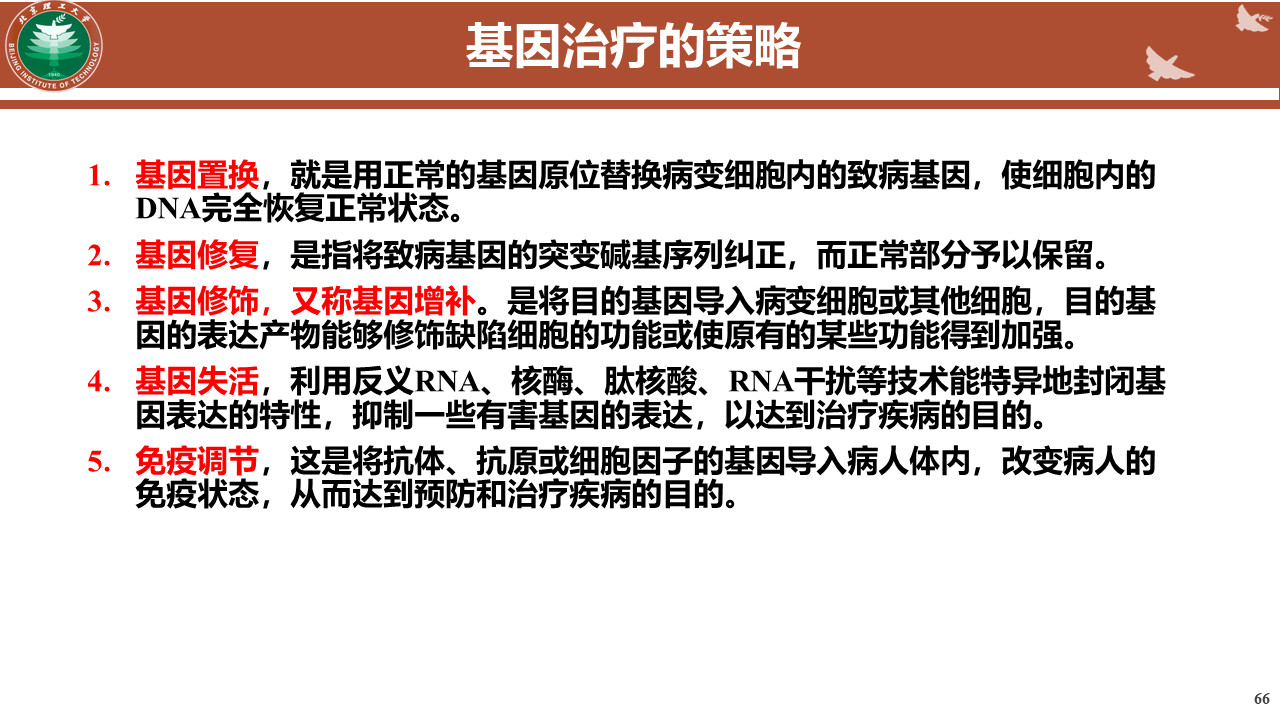 北京理工大学
BEIJING INSTITUTE OF TECHNOLOGY
1940
基因治疗的策略
1. 基因置换，就是用正常的基因原位替换病变细胞内的致病基因，使细胞内的
DNA完全恢复正常状态。
2. 基因修复，是指将致病基因的突变碱基序列纠正，而正常部分予以保留。
3. 基因修饰，又称基因增补。是将目的基因导入病变细胞或其他细胞，目的基
因的表达产物能够修饰缺陷细胞的功能或使原有的某些功能得到加强。
4. 基因失活，利用反义RNA、核酶、肽核酸、RNA干扰等技术能特异地封闭基
因表达的特性，抑制一些有害基因的表达，以达到治疗疾病的目的。
5. 免疫调节，这是将抗体、抗原或细胞因子的基因导入病人体内，改变病人的
免疫状态，从而达到预防和治疗疾病的目的。
66